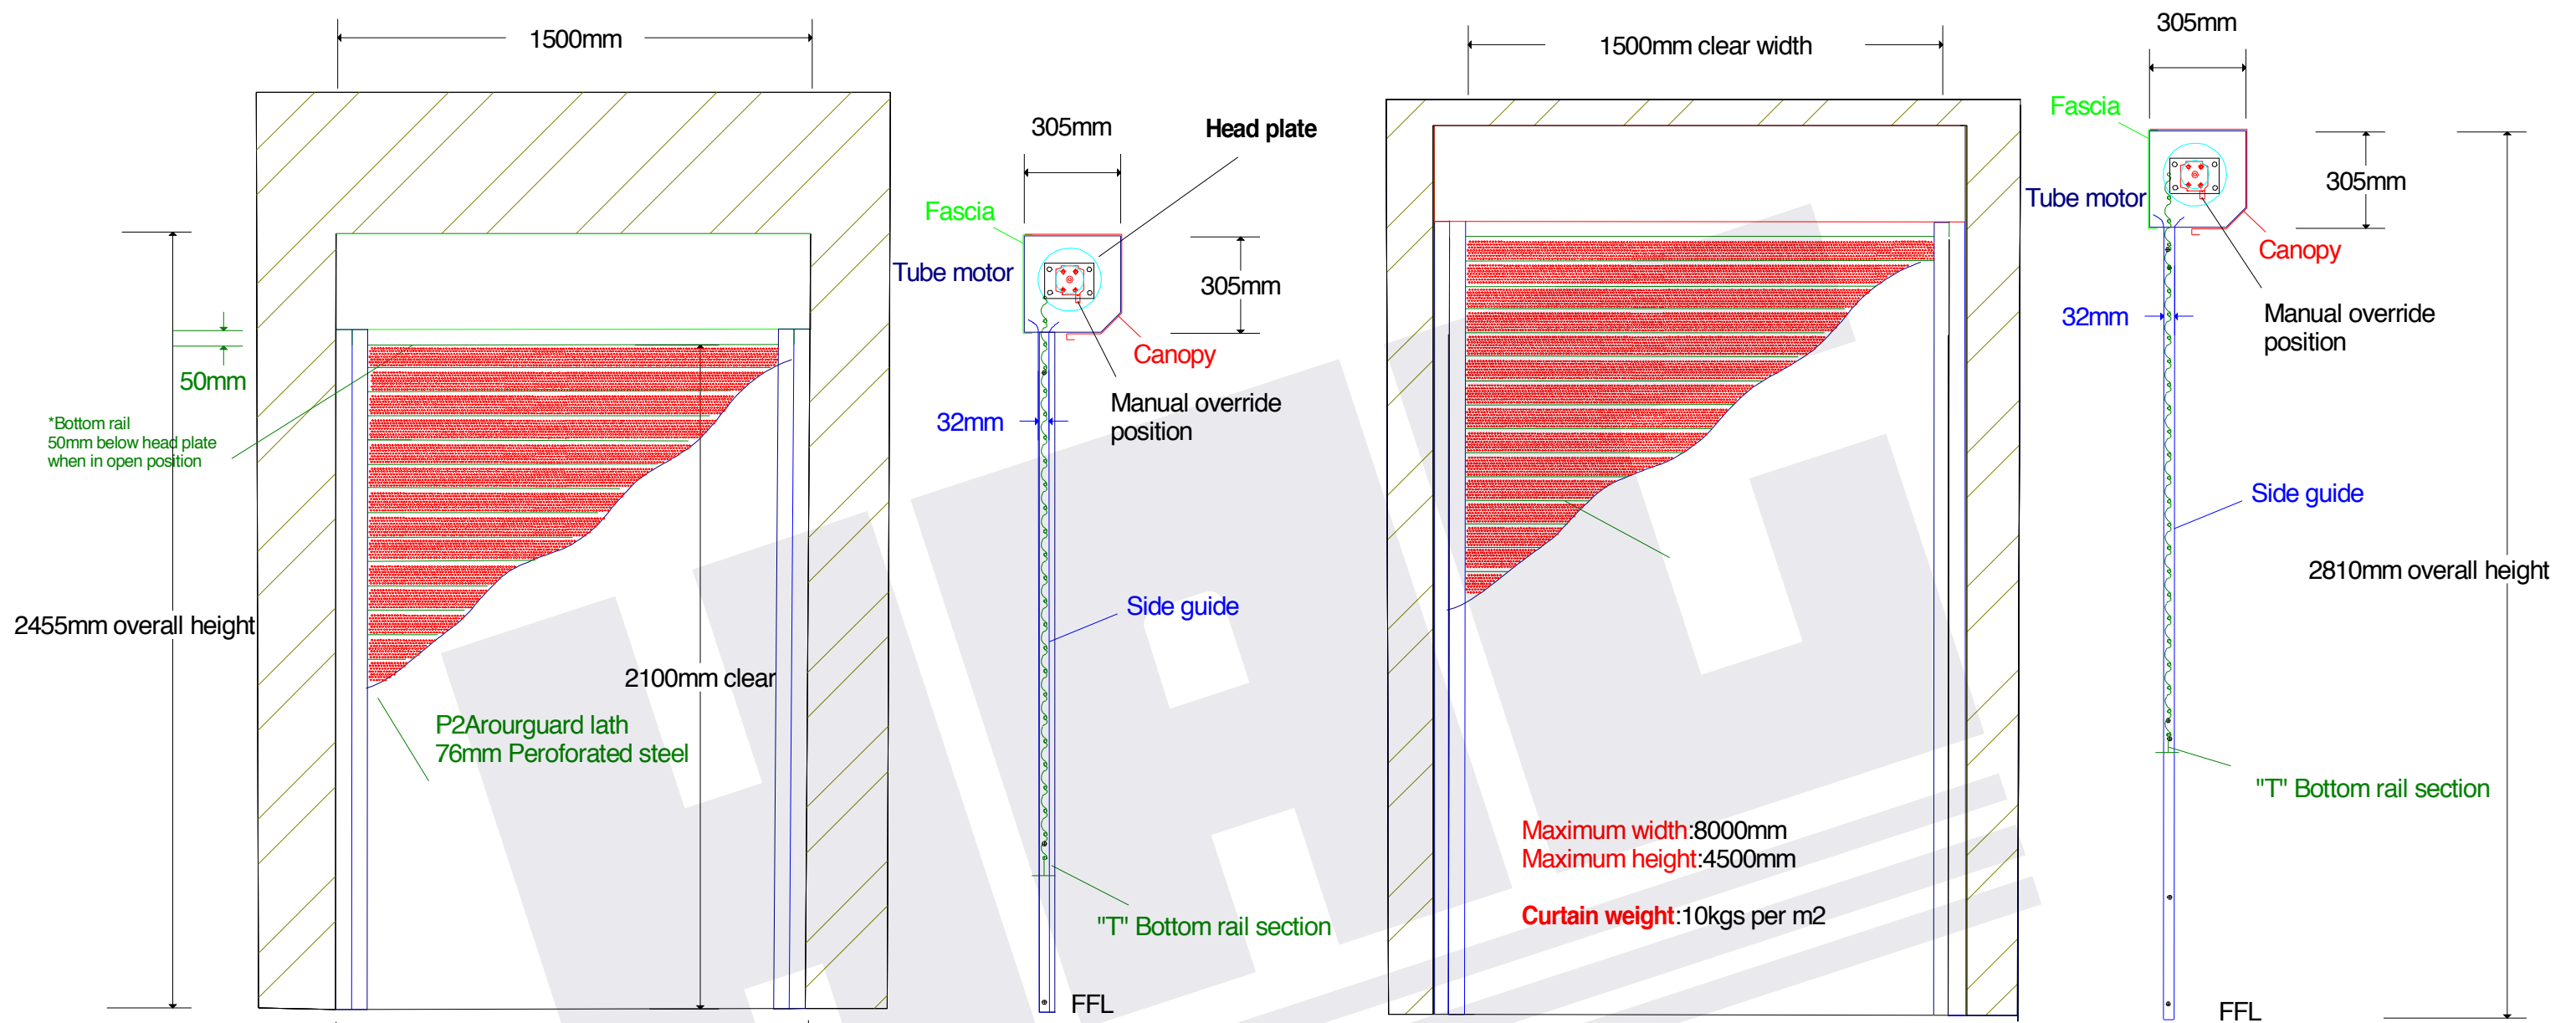 1500mm
305mm
Head plate
Fascia
Tube motor
305mm
Canopy
50mm
Manual override
position
*Bottom rail
50mm below head plate
when in open position
32mm
Side guide
2455mm overall height
2100mm clear
P2Arourguard lath
76mm Peroforated steel
"T" Bottom rail section
FFL
1500mm clear width
305mm
Fascia
305mm
Tube motor
Canopy
32mm
Manual override
position
Side guide
2810mm overall height
"T" Bottom rail section
Maximum width:8000mm
Maximum height:4500mm
Curtain weight:10kgs per m2
FFL